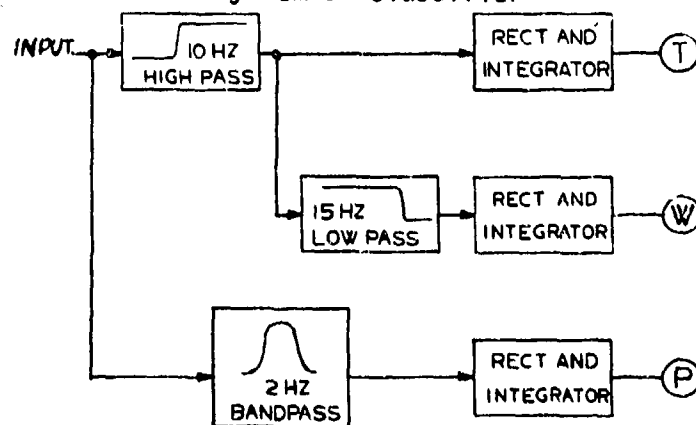 INPUT
10 HZ
HIGH PASS
RECT AND
INTEGRATOR
T
15 HZ
LOW PASS
RECT AND
INTEGRATOR
W
2 HZ
BANDPASS
RECT AND
INTEGRATOR
P